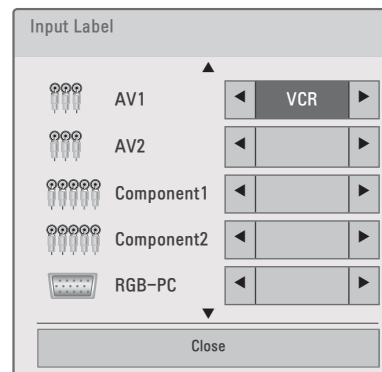 Input Label
AV1 VCR
AV2
Component1
Component2
RGB-PC
Close